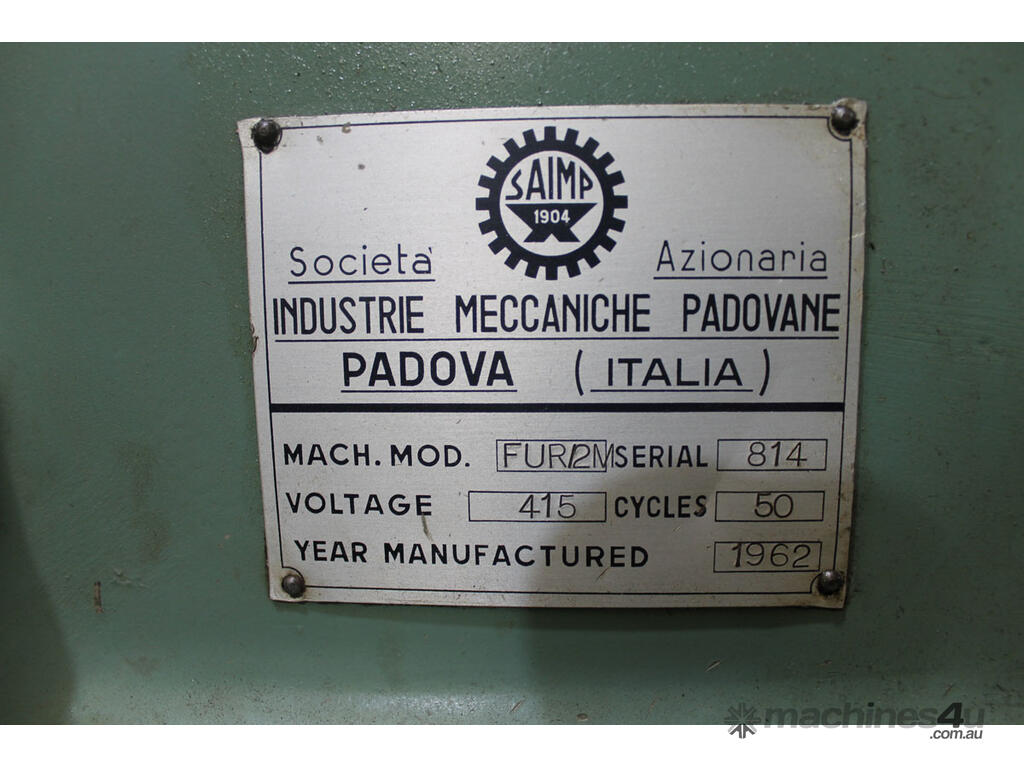 SAIMP
1904
Società Azionaria
INDUSTRIE MECCANICHE PADOVANE
PADOVA (ITALIA)
MACH. MOD. FUR/2M SERIAL 814
VOLTAGE 415 CYCLES 50
YEAR MANUFACTURED 1962
machines4u
.com.au